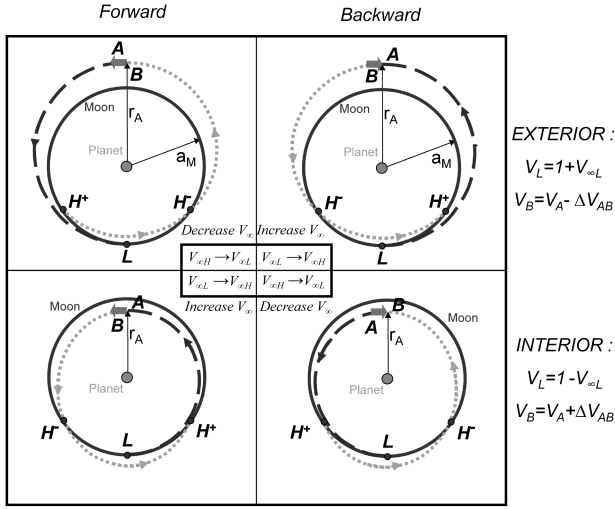 Forward
Backward
A
B
Moon
r_A
Planet
a_M
H⁺
H⁻
L
A
B
Moon
r_A
Planet
a_M
H⁻
H⁺
L
EXTERIOR :
V_L=1+V_∞L
V_B=V_A- ΔV_AB
Decrease V_∞
Increase V_∞
V_∞H → V_∞L
V_∞L → V_∞H
V_∞L → V_∞H
V_∞H → V_∞L
Increase V_∞
Decrease V_∞
Moon
A
B
r_A
Planet
H⁻
H⁺
L
B
A
Moon
r_A
Planet
H⁺
H⁻
L
INTERIOR :
V_L=1-V_∞L
V_B=V_A+ΔV_AB